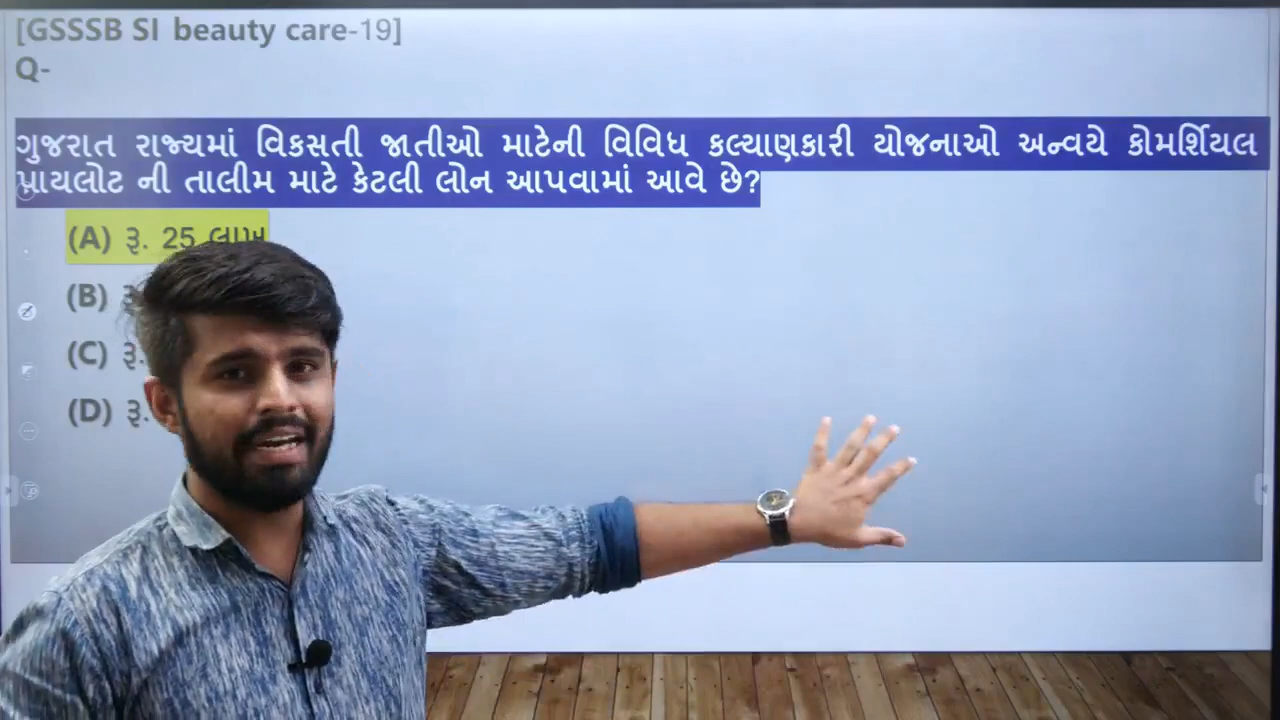 [GSSSB SI beauty care-19]
Q-
ગુજરાત રાજ્યમાં વિકસતી જાતીઓ માટેની વિવિધ કલ્યાણકારી યોજનાઓ અન્વયે કોમર્શિયલ
પ્રાયલોટ ની તાલીમ માટે કેટલી લોન આપવામાં આવે છે?
(A) રૂ. 25 લાખ
(B)
(C) રૂ.
(D) રૂ.